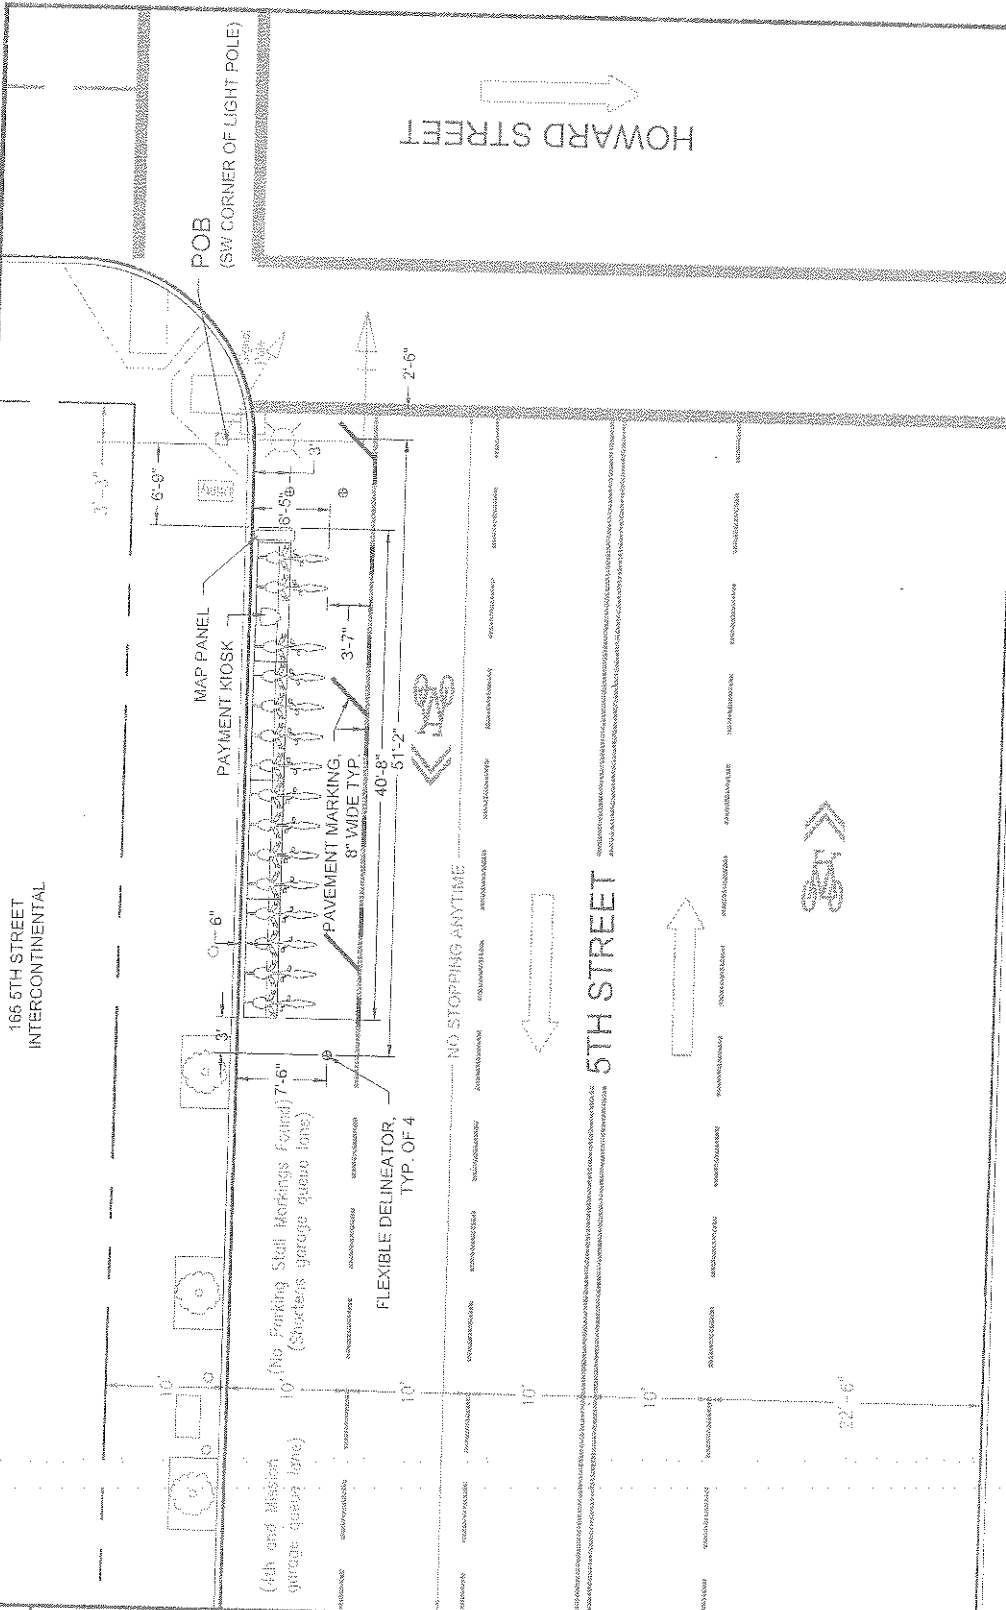 HOWARD STREET
POB
(SW CORNER OF LIGHT POLE)
165 5TH STREET
INTERCONTINENTAL
MAP PANEL
PAYMENT KIOSK
6'-9"
3'
6'-5"
2'-6"
3'-7"
PAVEMENT MARKING,
8" WIDE TYP.
40'-8"
51'-2"
6"
3'
7'-6"
FLEXIBLE DELINEATOR,
TYP. OF 4
NO STOPPING ANYTIME
5TH STREET
(No Parking Stall Markings Found)
(Shortens garage queue lane)
(4th and Mission
garage queue lane)
10'
10'
10'
10'
10'
22'-6"